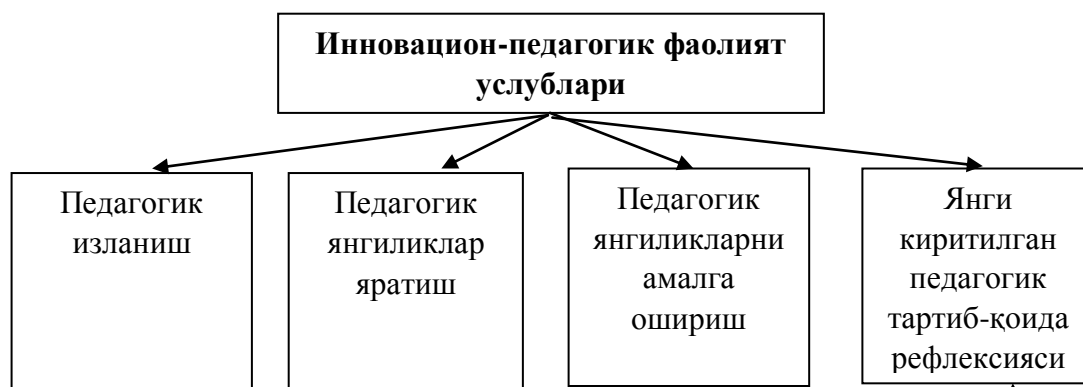 Инновацион-педагогик фаолият
услублари
Педагогик
изланиш
Педагогик
янгиликлар
яратиш
Педагогик
янгиликларни
амалга
ошириш
Янги
киритилган
педагогик
тартиб-қоида
рефлексияси